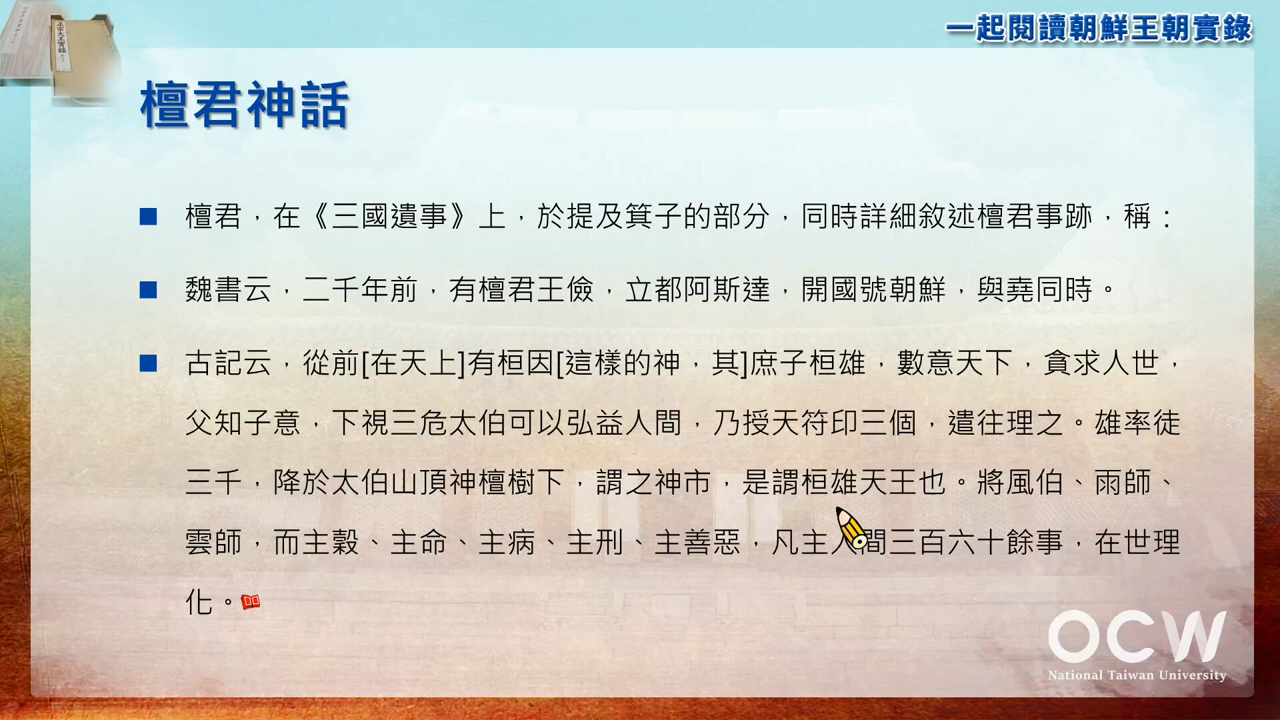 一起閱讀朝鮮王朝實錄
檀君神話
檀君，在《三國遺事》上，於提及箕子的部分，同時詳細敘述檀君事跡，稱：
魏書云，二千年前，有檀君王儉，立都阿斯達，開國號朝鮮，與堯同時。
古記云，從前[在天上]有桓因[這樣的神，其]庶子桓雄，數意天下，貪求人世，
父知子意，下視三危太伯可以弘益人間，乃授天符印三個，遣往理之。雄率徒
三千，降於太伯山頂神檀樹下，謂之神市，是謂桓雄天王也。將風伯、雨師、
雲師，而主穀、主命、主病、主刑、主善惡，凡主人間三百六十餘事，在世理
化。
OCW
National Taiwan University